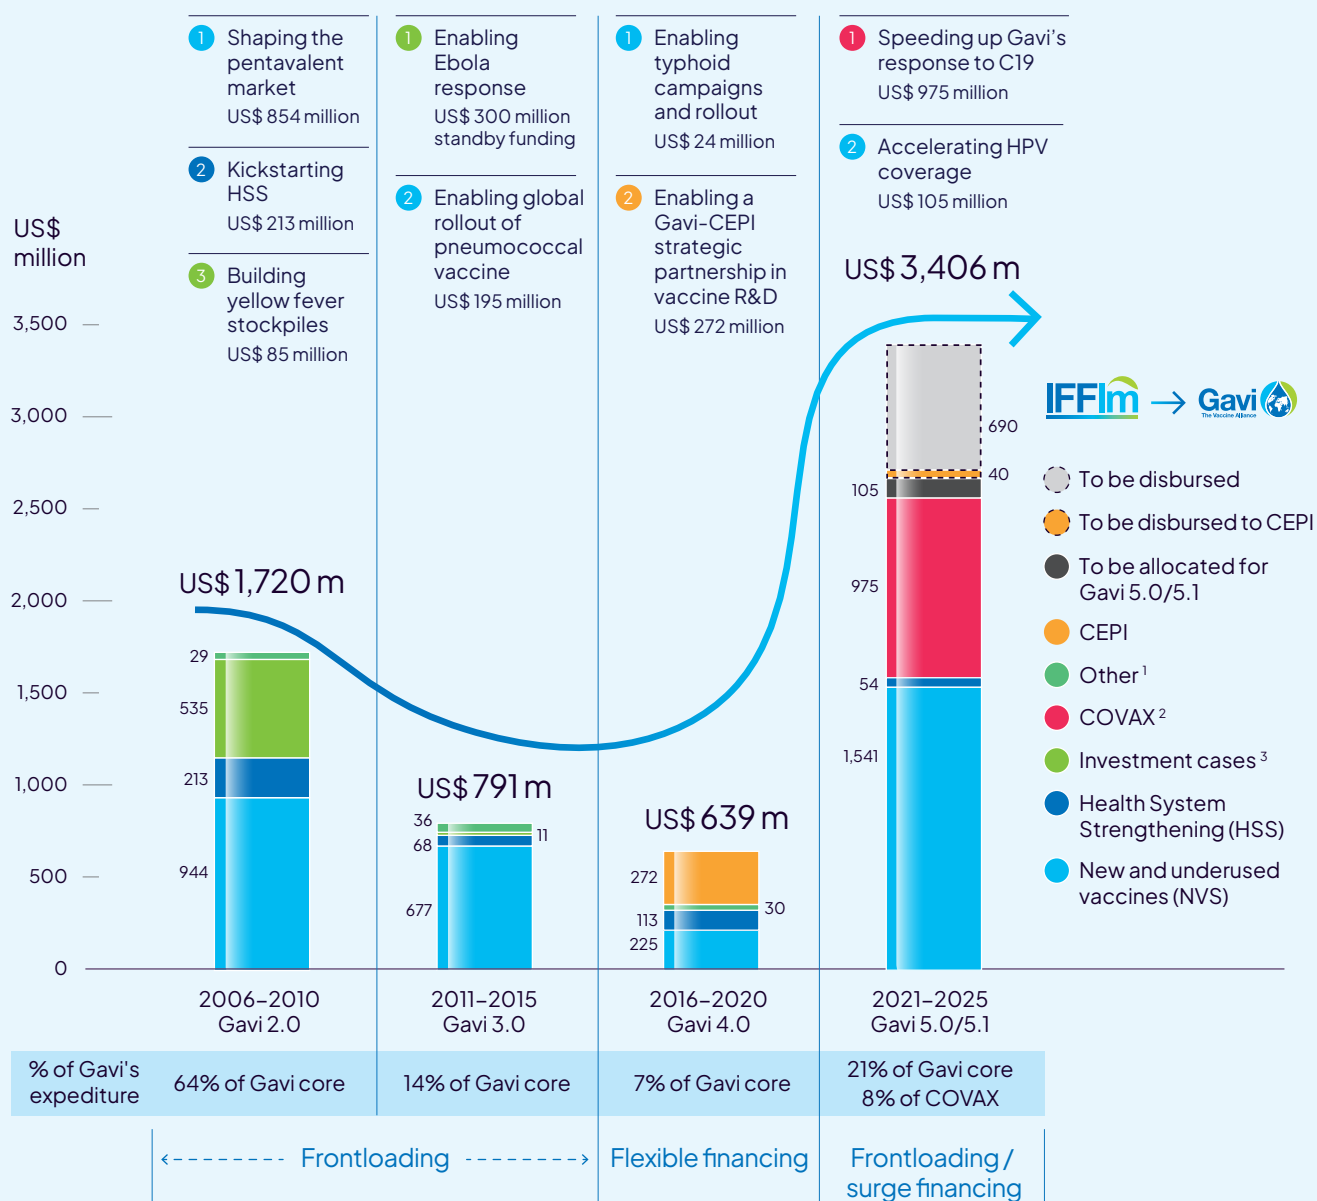 1 Shaping the
pentavalent
market
US$ 854 million
2 Kickstarting
HSS
US$ 213 million
3 Building
yellow fever
stockpiles
US$ 85 million
1 Enabling
Ebola
response
US$ 300 million
standby funding
2 Enabling global
rollout of
pneumococcal
vaccine
US$ 195 million
1 Enabling
typhoid
campaigns
and rollout
US$ 24 million
2 Enabling a
Gavi-CEPI
strategic
partnership in
vaccine R&D
US$ 272 million
1 Speeding up Gavi's
response to C19
US$ 975 million
2 Accelerating HPV
coverage
US$ 105 million
US$
million
3,500
3,000
2,500
2,000
1,500
1,000
500
0
US$ 1,720 m
29
535
213
944
US$ 791 m
36
11
68
677
US$ 639 m
272
30
113
225
US$ 3,406 m
690
40
105
975
54
1,541
IFFIm
Gavi
The Vaccine Alliance
To be disbursed
To be disbursed to CEPI
To be allocated for
Gavi 5.0/5.1
CEPI
Other 1
COVAX 2
Investment cases 3
Health System
Strengthening (HSS)
New and underused
vaccines (NVS)
2006–2010
Gavi 2.0
2011–2015
Gavi 3.0
2016–2020
Gavi 4.0
2021–2025
Gavi 5.0/5.1
% of Gavi's
expediture
64% of Gavi core
14% of Gavi core
7% of Gavi core
21% of Gavi core
8% of COVAX
Frontloading
Flexible financing
Frontloading /
surge financing